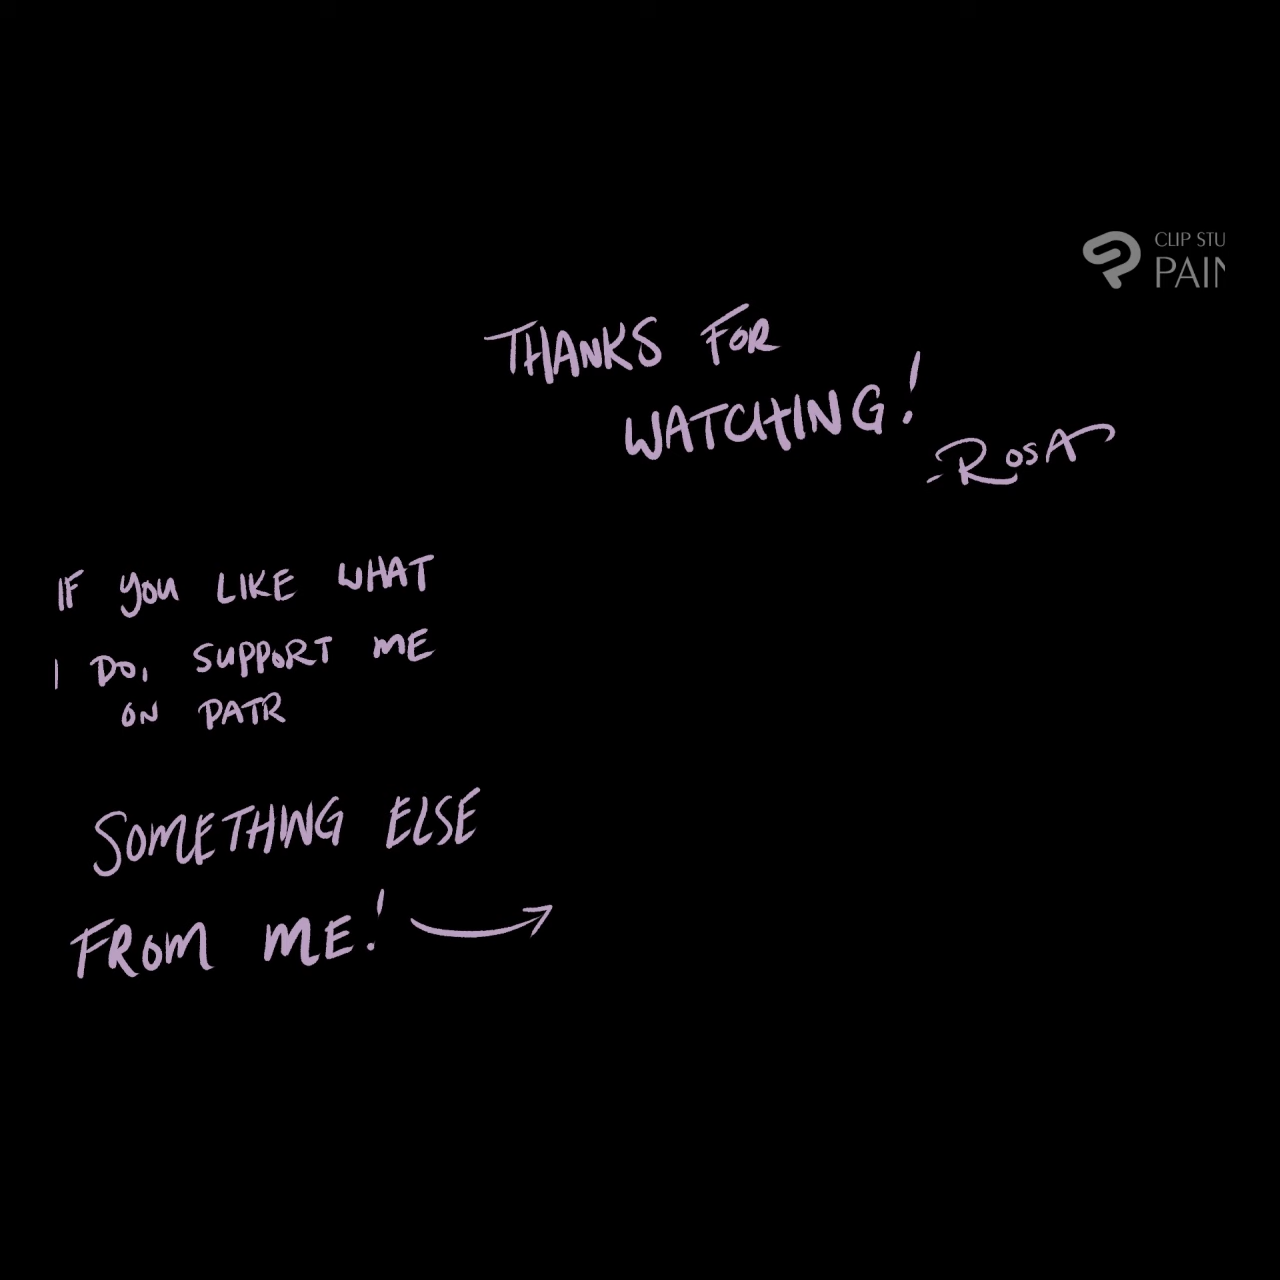 CLIP STU
PAIN
THANKS FOR
WATCHING!
-ROSA
IF YOU LIKE WHAT
I DO, SUPPORT ME
ON PATR
SOMETHING ELSE
FROM ME!